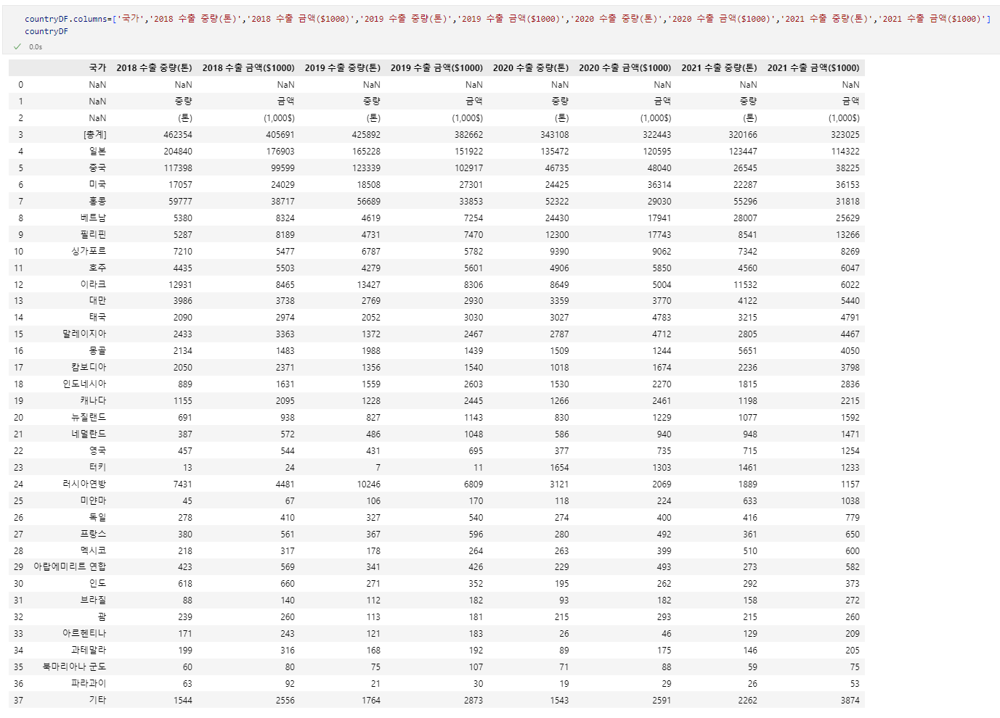 countryDF.columns=['국가','2018 수출 중량(톤)','2018 수출 금액($1000)','2019 수출 중량(톤)','2019 수출 금액($1000)','2020 수출 중량(톤)','2020 수출 금액($1000)','2021 수출 중량(톤)','2021 수출 금액($1000)']
countryDF
0.0s
국가 2018 수출 중량(톤) 2018 수출 금액($1000) 2019 수출 중량(톤) 2019 수출 금액($1000) 2020 수출 중량(톤) 2020 수출 금액($1000) 2021 수출 중량(톤) 2021 수출 금액($1000)
0 NaN NaN NaN NaN NaN NaN NaN NaN NaN
1 NaN 중량 금액 중량 금액 중량 금액 중량 금액
2 NaN (톤) (1,000$) (톤) (1,000$) (톤) (1,000$) (톤) (1,000$)
3 [총계] 462354 405691 425892 382662 343108 322443 320166 323025
4 일본 204840 176903 165228 151922 135472 120595 123447 114322
5 중국 117398 99599 123339 102917 46735 48040 26545 38225
6 미국 17057 24029 18508 27301 24425 36314 22287 36153
7 홍콩 59777 38717 56689 33853 52322 29030 55296 31818
8 베트남 5380 8324 4619 7254 24430 17941 28007 25629
9 필리핀 5287 8189 4731 7470 12300 17743 8541 13266
10 싱가포르 7210 5477 6787 5782 9390 9062 7342 8269
11 호주 4435 5503 4279 5601 4906 5850 4560 6047
12 이라크 12931 8465 13427 8306 8649 5004 11532 6022
13 대만 3986 3738 2769 2930 3359 3770 4122 5440
14 태국 2090 2974 2052 3030 3027 4783 3215 4791
15 말레이지아 2433 3363 1372 2467 2787 4712 2805 4467
16 몽골 2134 1483 1988 1439 1509 1244 5651 4050
17 캄보디아 2050 2371 1356 1540 1018 1674 2236 3798
18 인도네시아 889 1631 1559 2603 1530 2270 1815 2836
19 캐나다 1155 2095 1228 2445 1266 2461 1198 2215
20 뉴질랜드 691 938 827 1143 830 1229 1077 1592
21 네덜란드 387 572 486 1048 586 940 948 1471
22 영국 457 544 431 695 377 735 715 1254
23 터키 13 24 7 11 1654 1303 1461 1233
24 러시아연방 7431 4481 10246 6809 3121 2069 1889 1157
25 미얀마 45 67 106 170 118 224 633 1038
26 독일 278 410 327 540 274 400 416 779
27 프랑스 380 561 367 596 280 492 361 650
28 멕시코 218 317 178 264 263 399 510 600
29 아랍에미리트 연합 423 569 341 426 229 493 273 582
30 인도 618 660 271 352 195 262 292 373
31 브라질 88 140 112 182 93 182 158 272
32 괌 239 260 113 181 215 293 215 260
33 아르헨티나 171 243 121 183 26 46 129 209
34 과테말라 199 316 168 192 89 175 146 205
35 북마리아나 군도 60 80 75 107 71 88 59 75
36 파라과이 63 92 21 30 19 29 26 53
37 기타 1544 2556 1764 2873 1543 2591 2262 3874